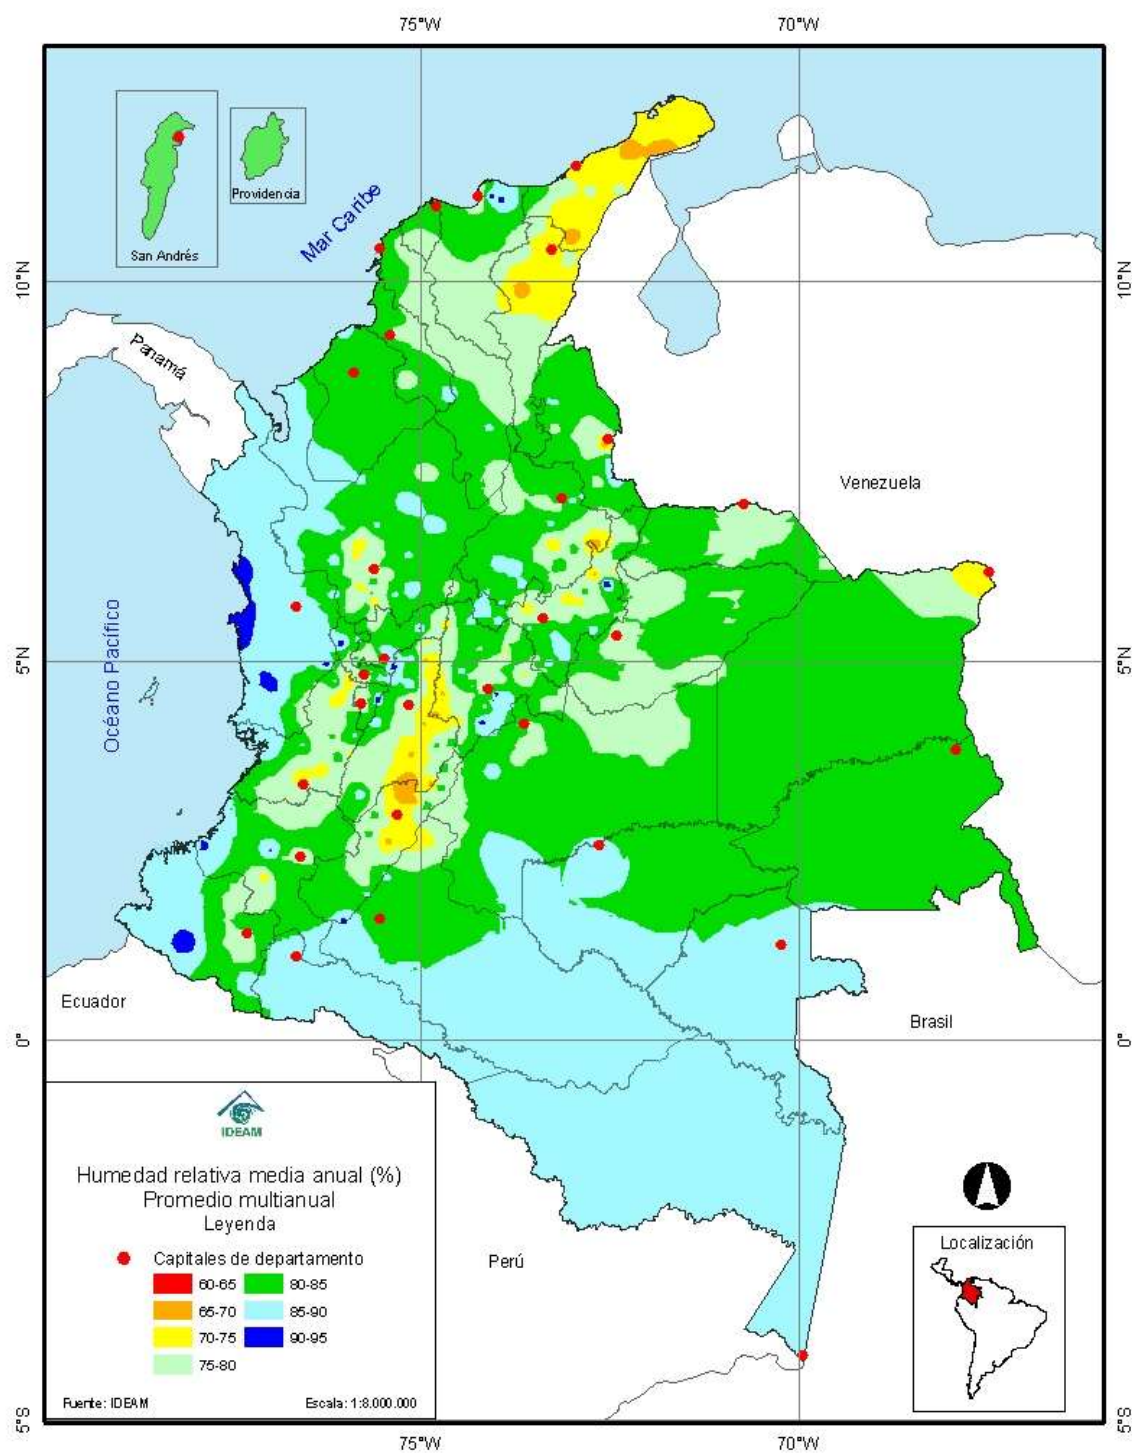 75°W
70°W
Providencia
San Andrés
Mar Caribe
10°N
10°N
Panamá
Venezuela
Océano Pacífico
5°N
5°N
Ecuador
Brasil
0°
0°
IDEAM
Humedad relativa media anual (%)
Promedio multianual
Leyenda
Capitales de departamento
60-65
80-85
65-70
85-90
70-75
90-95
75-80
Fuente: IDEAM
Escala: 1:8.000.000
Perú
Localización
5°S
5°S
75°W
70°W